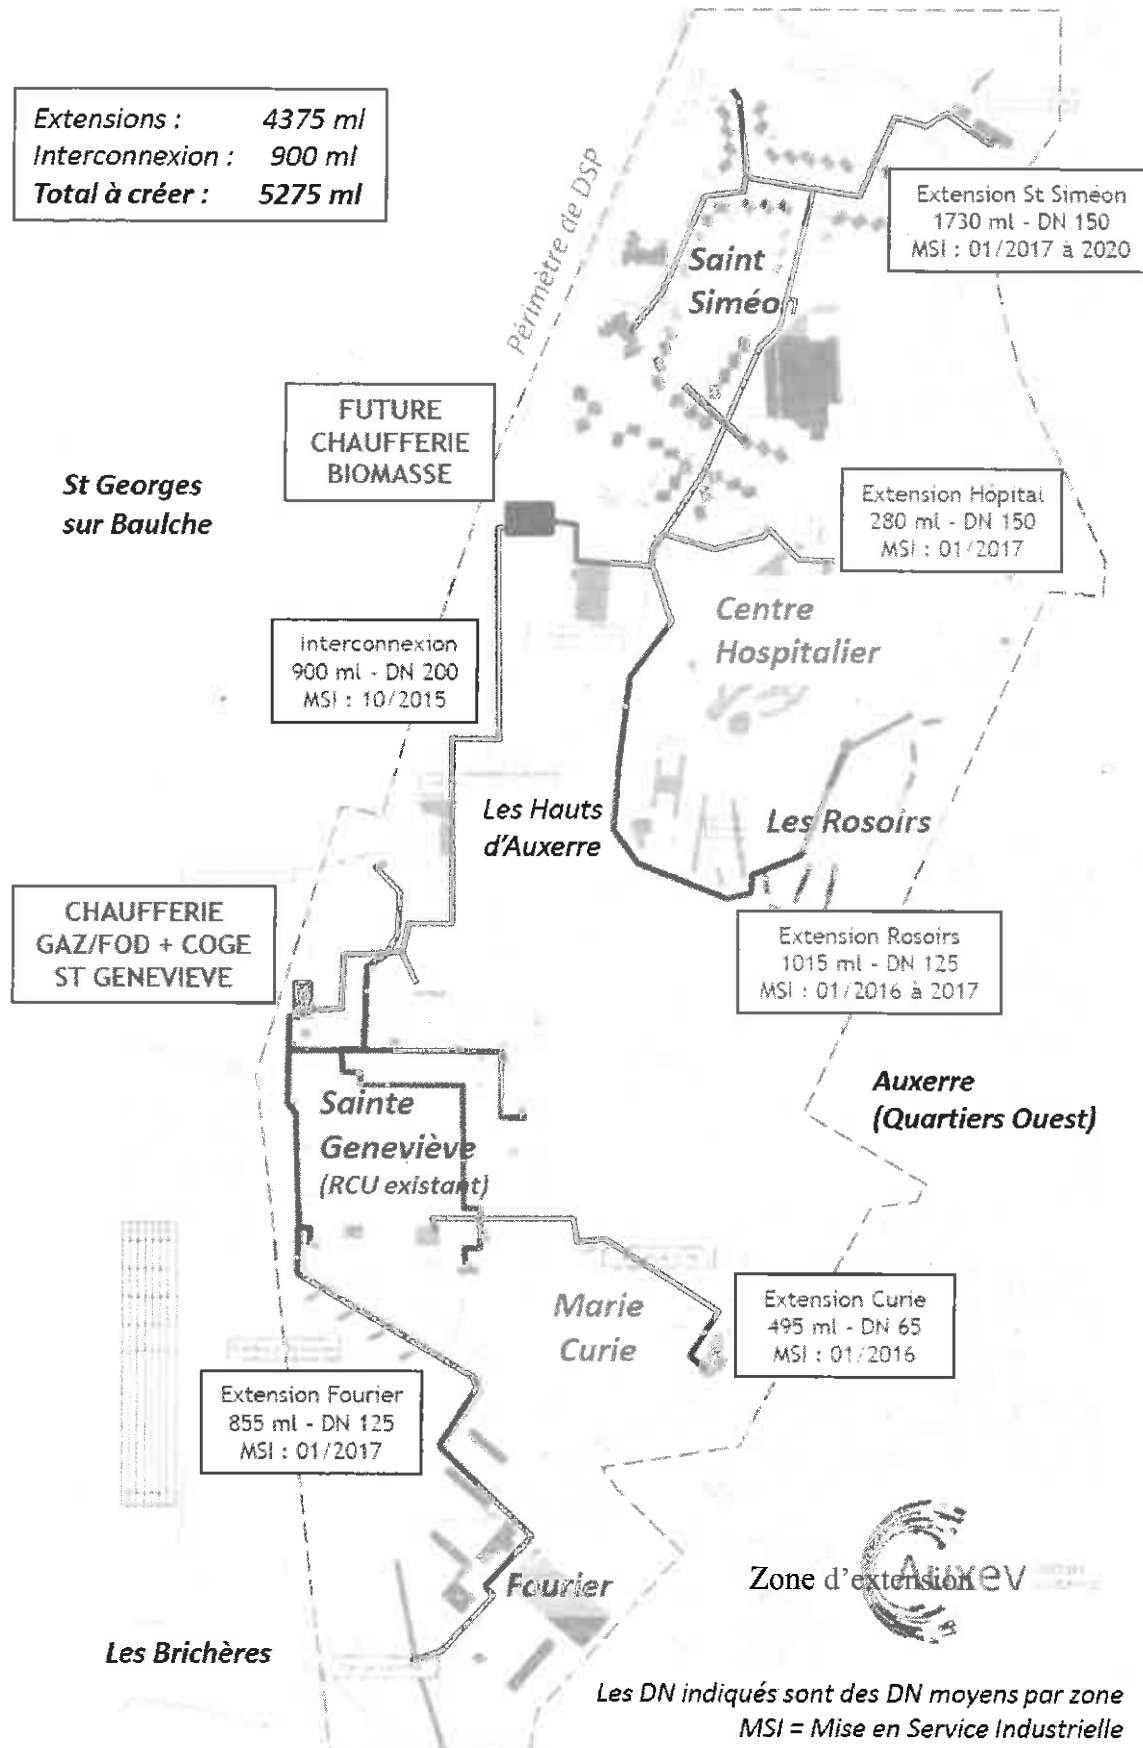 Extensions : 4375 ml
Interconnexion : 900 ml
Total à créer : 5275 ml
Périmètre de DSP
Extension St Siméon
1730 ml - DN 150
MSI : 01/2017 à 2020
Saint
Siméon
FUTURE
CHAUFFERIE
BIOMASSE
St Georges
sur Baulche
Extension Hôpital
280 ml - DN 150
MSI : 01/2017
Centre
Hospitalier
Interconnexion
900 ml - DN 200
MSI : 10/2015
Les Hauts
d'Auxerre
Les Rosoirs
CHAUFFERIE
GAZ/FOD + COGE
ST GENEVIEVE
Extension Rosoirs
1015 ml - DN 125
MSI : 01/2016 à 2017
Auxerre
(Quartiers Ouest)
Sainte
Geneviève
(RCU existant)
Marie
Curie
Extension Curie
495 ml - DN 65
MSI : 01/2016
Extension Fourier
855 ml - DN 125
MSI : 01/2017
Zone d'extension
Auxev
Fourier
Les Brichères
Les DN indiqués sont des DN moyens par zone
MSI = Mise en Service Industrielle